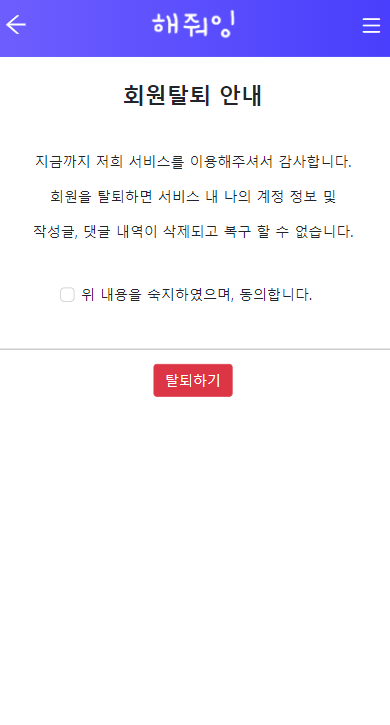 해줘잉
회원탈퇴 안내
지금까지 저희 서비스를 이용해주셔서 감사합니다.
회원을 탈퇴하면 서비스 내 나의 계정 정보 및
작성글, 댓글 내역이 삭제되고 복구 할 수 없습니다.
위 내용을 숙지하였으며, 동의합니다.
탈퇴하기